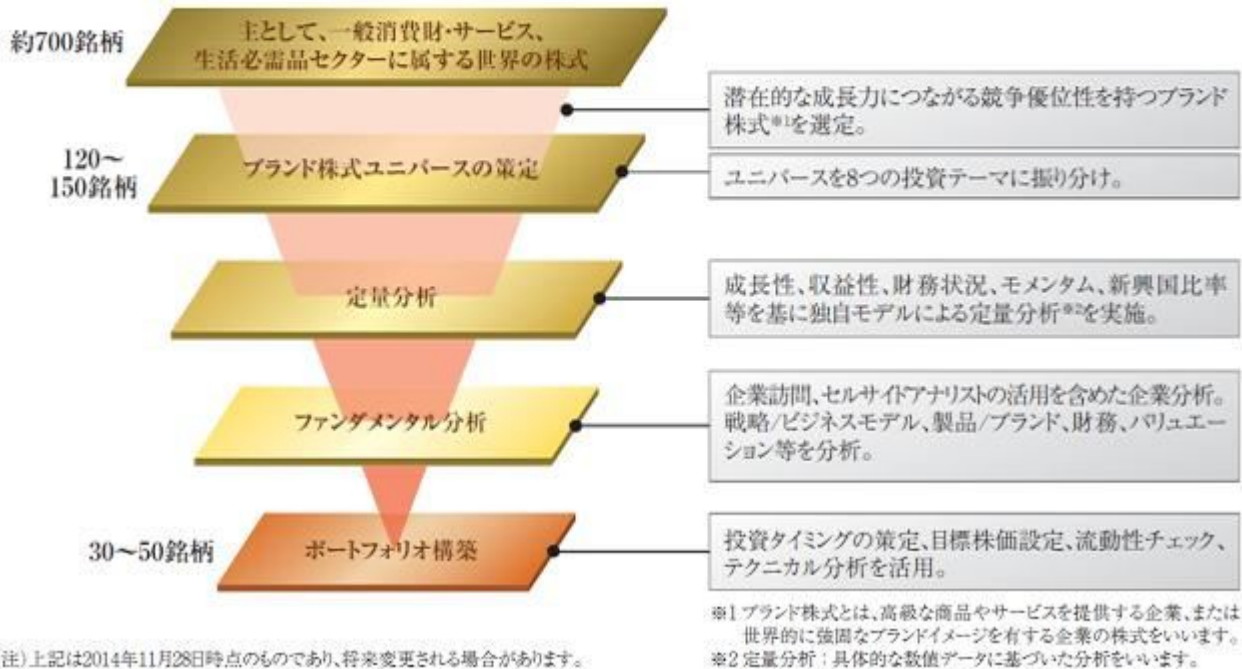 約700銘柄
主として、一般消費財・サービス、
生活必需品セクターに属する世界の株式
潜在的な成長力につながる競争優位性を持つブランド
株式※1を選定。
120～
150銘柄
ブランド株式ユニバースの策定
ユニバースを8つの投資テーマに振り分け。
定量分析
成長性、収益性、財務状況、モメンタム、新興国比率
等を基に独自モデルによる定量分析※2を実施。
ファンダメンタル分析
企業訪問、セルサイドアナリストの活用を含めた企業分析。
戦略/ビジネスモデル、製品/ブランド、財務、バリュエー
ション等を分析。
30～50銘柄
ポートフォリオ構築
投資タイミングの策定、目標株価設定、流動性チェック、
テクニカル分析を活用。
※1 ブランド株式とは、高級な商品やサービスを提供する企業、または
世界的に強固なブランドイメージを有する企業の株式をいいます。
※2 定量分析：具体的な数値データに基づいた分析をいいます。
注)上記は2014年11月28日時点のものであり、将来変更される場合があります。